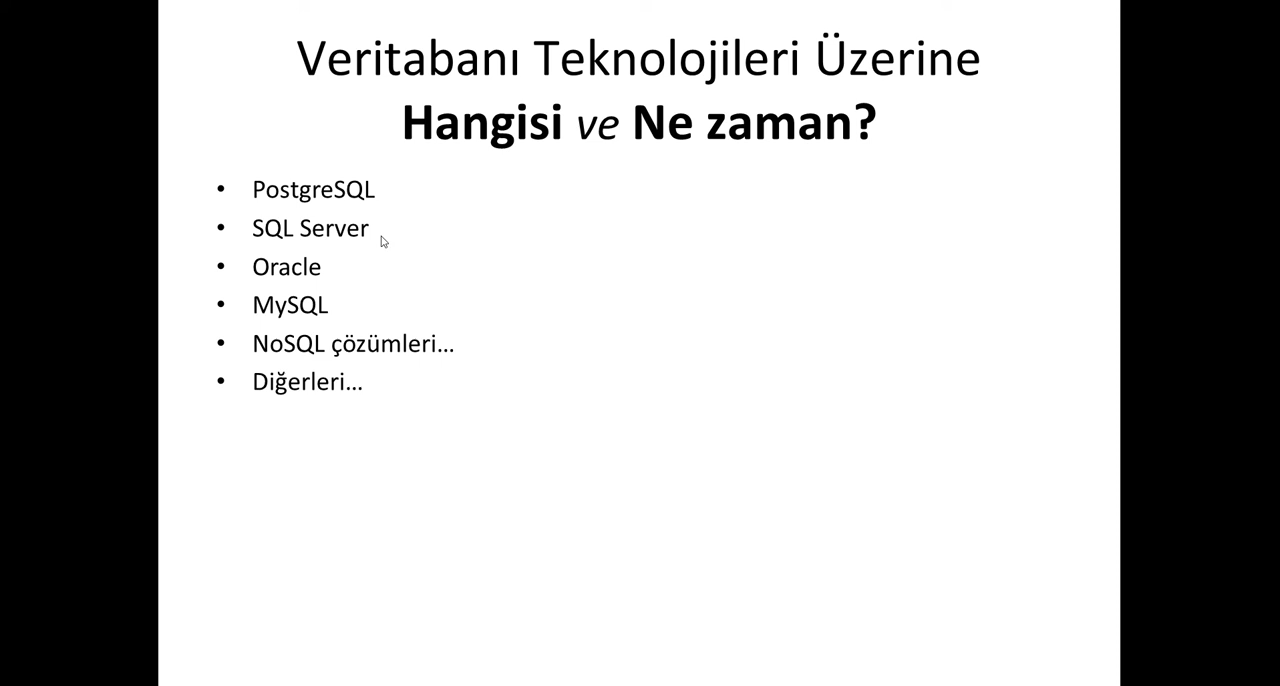 Veritabanı Teknolojileri Üzerine
Hangisi ve Ne zaman?
• PostgreSQL
• SQL Server
• Oracle
• MySQL
• NoSQL çözümleri...
• Diğerleri...